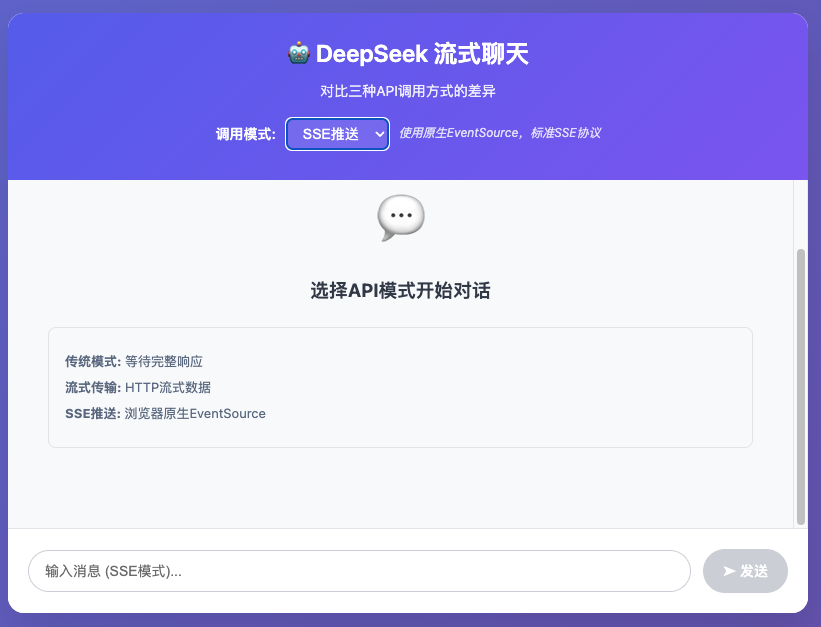 🤖 DeepSeek 流式聊天
对比三种API调用方式的差异
调用模式: SSE推送 使用原生EventSource，标准SSE协议
选择API模式开始对话
传统模式: 等待完整响应
流式传输: HTTP流式数据
SSE推送: 浏览器原生EventSource
输入消息 (SSE模式)...
➤ 发送